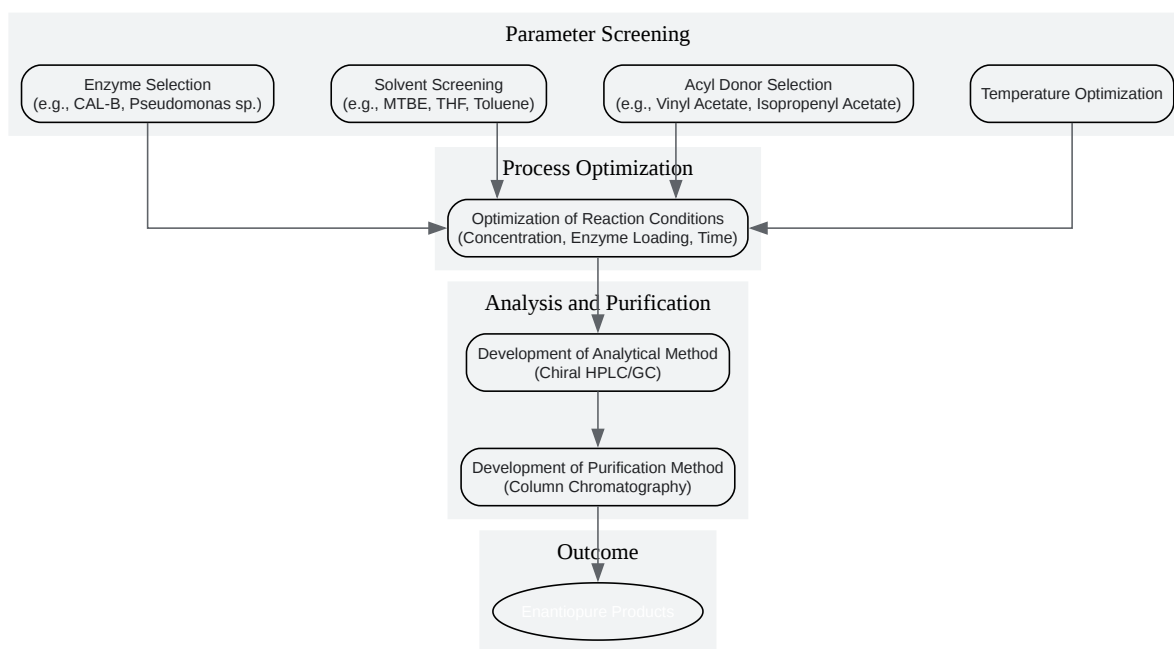 Parameter Screening
Enzyme Selection
(e.g., CAL-B, Pseudomonas sp.)
Solvent Screening
(e.g., MTBE, THF, Toluene)
Acyl Donor Selection
(e.g., Vinyl Acetate, Isopropenyl Acetate)
Temperature Optimization
Process Optimization
Optimization of Reaction Conditions
(Concentration, Enzyme Loading, Time)
Analysis and Purification
Development of Analytical Method
(Chiral HPLC/GC)
Development of Purification Method
(Column Chromatography)
Outcome
Enantiopure Products